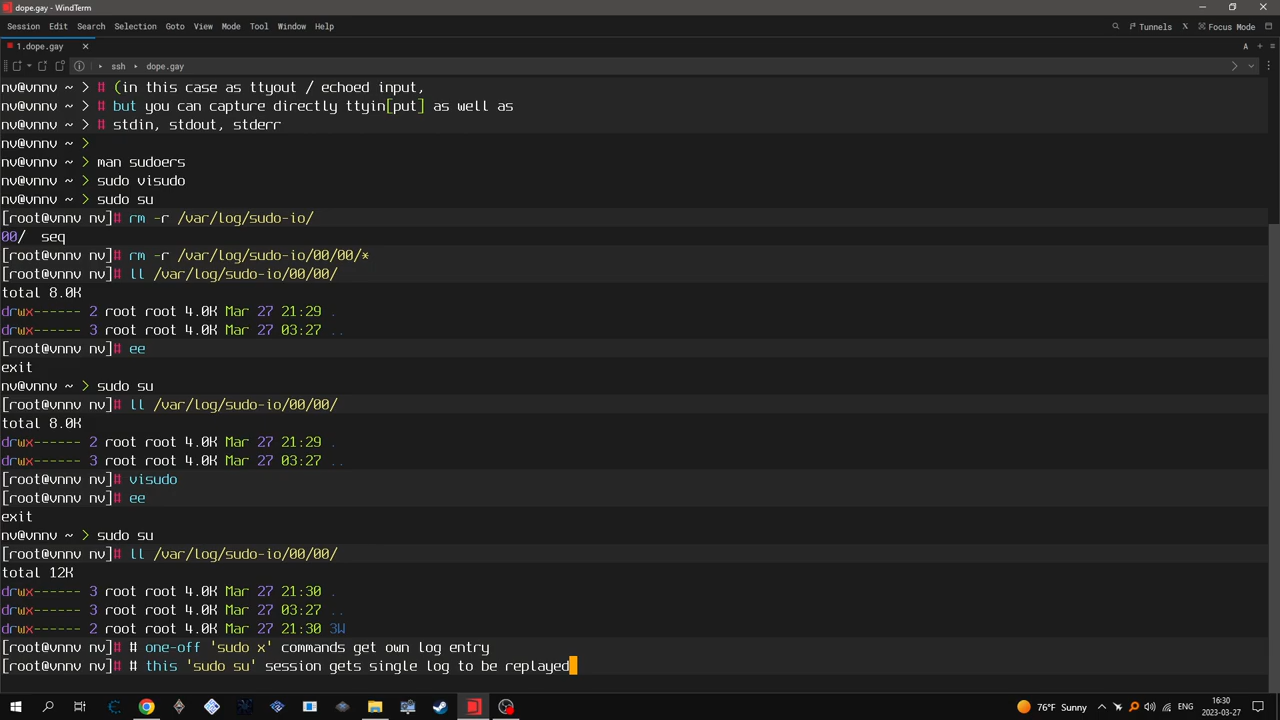 dope.gay - WindTerm
Session Edit Search Selection Goto View Mode Tool Window Help
Tunnels X Focus Mode
1.dope.gay
A
ssh dope.gay
nv@vnnv ~ > # (in this case as ttyout / echoed input,
nv@vnnv ~ > # but you can capture directly ttyin[put] as well as
nv@vnnv ~ > # stdin, stdout, stderr
nv@vnnv ~ >
nv@vnnv ~ > man sudoers
nv@vnnv ~ > sudo visudo
nv@vnnv ~ > sudo su
[root@vnnv nv]# rm -r /var/log/sudo-io/
00/  seq
[root@vnnv nv]# rm -r /var/log/sudo-io/00/00/*
[root@vnnv nv]# ll /var/log/sudo-io/00/00/
total 8.0K
drwx------ 2 root root 4.0K Mar 27 21:29 .
drwx------ 3 root root 4.0K Mar 27 03:27 ..
[root@vnnv nv]# ee
exit
nv@vnnv ~ > sudo su
[root@vnnv nv]# ll /var/log/sudo-io/00/00/
total 8.0K
drwx------ 2 root root 4.0K Mar 27 21:29 .
drwx------ 3 root root 4.0K Mar 27 03:27 ..
[root@vnnv nv]# visudo
[root@vnnv nv]# ee
exit
nv@vnnv ~ > sudo su
[root@vnnv nv]# ll /var/log/sudo-io/00/00/
total 12K
drwx------ 3 root root 4.0K Mar 27 21:30 .
drwx------ 3 root root 4.0K Mar 27 03:27 ..
drwx------ 2 root root 4.0K Mar 27 21:30 3W
[root@vnnv nv]# # one-off 'sudo x' commands get own log entry
[root@vnnv nv]# # this 'sudo su' session gets single log to be replayed
76°F Sunny
ENG
16:30
2023-03-27